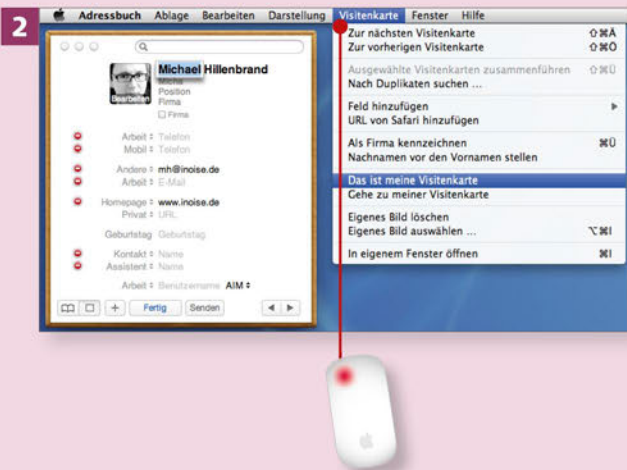 2
Adressbuch Ablage Bearbeiten Darstellung Visitenkarte Fenster Hilfe
Michael Hillenbrand
Micha
Position
Firma
Firma
Bearbeiten
Arbeit Telefon
Mobil Telefon
Andere mh@inoise.de
Arbeit E-Mail
Homepage www.inoise.de
Privat URL
Geburtstag Geburtstag
Kontakt Name
Assistent Name
Arbeit Benutzername AIM
+ Fertig Senden
Zur nächsten Visitenkarte ⇧⌘Ä
Zur vorherigen Visitenkarte ⇧⌘Ö
Ausgewählte Visitenkarten zusammenführen ⇧⌘Ü
Nach Duplikaten suchen ...
Feld hinzufügen
URL von Safari hinzufügen
Als Firma kennzeichnen ⌘Ü
Nachnamen vor den Vornamen stellen
Das ist meine Visitenkarte
Gehe zu meiner Visitenkarte
Eigenes Bild löschen
Eigenes Bild auswählen ... ⌥⌘I
In eigenem Fenster öffnen ⌘I